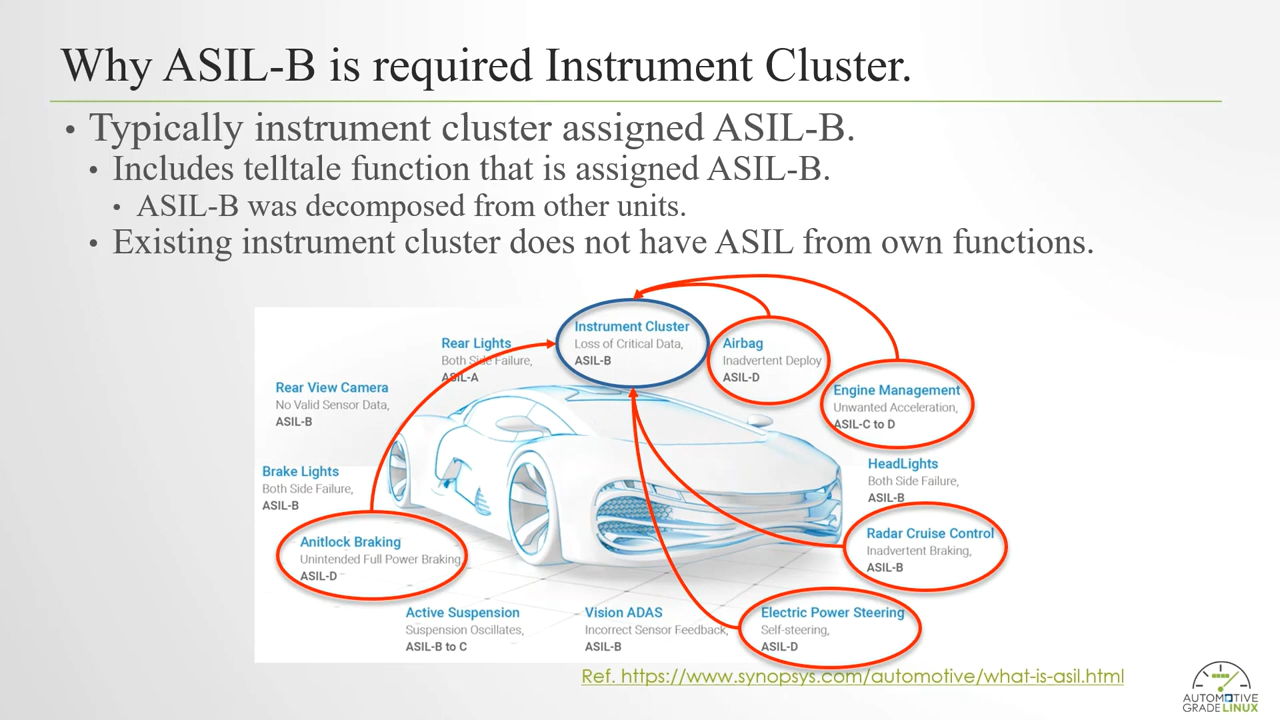 Why ASIL-B is required Instrument Cluster.
• Typically instrument cluster assigned ASIL-B.
• Includes telltale function that is assigned ASIL-B.
• ASIL-B was decomposed from other units.
• Existing instrument cluster does not have ASIL from own functions.
Instrument Cluster
Loss of Critical Data,
ASIL-B
Rear Lights
Both Side Failure,
ASIL-A
Airbag
Inadvertent Deploy
ASIL-D
Rear View Camera
No Valid Sensor Data,
ASIL-B
Engine Management
Unwanted Acceleration,
ASIL-C to D
Brake Lights
Both Side Failure,
ASIL-B
HeadLights
Both Side Failure,
ASIL-B
Anitlock Braking
Unintended Full Power Braking
ASIL-D
Radar Cruise Control
Inadvertent Braking,
ASIL-B
Active Suspension
Suspension Oscillates,
ASIL-B to C
Vision ADAS
Incorrect Sensor Feedback,
ASIL-B
Electric Power Steering
Self-steering,
ASIL-D
Ref. https://www.synopsys.com/automotive/what-is-asil.html
AUTOMOTIVE
GRADE LINUX